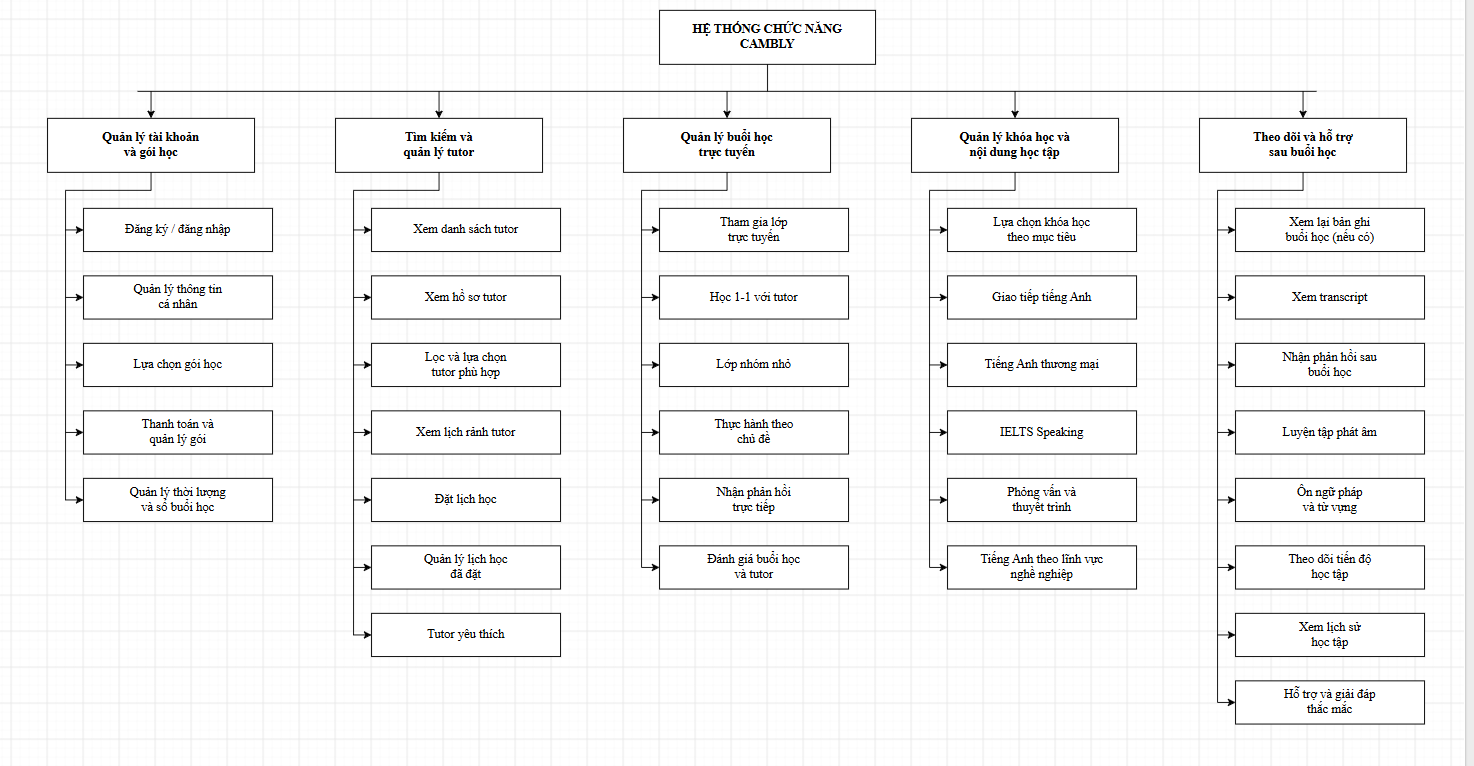 HỆ THỐNG CHỨC NĂNG
CAMBLY
Quản lý tài khoản
và gói học
Đăng ký / đăng nhập
Quản lý thông tin
cá nhân
Lựa chọn gói học
Thanh toán và
quản lý gói
Quản lý thời lượng
và số buổi học
Tìm kiếm và
quản lý tutor
Xem danh sách tutor
Xem hồ sơ tutor
Lọc và lựa chọn
tutor phù hợp
Xem lịch rảnh tutor
Đặt lịch học
Quản lý lịch học
đã đặt
Tutor yêu thích
Quản lý buổi học
trực tuyến
Tham gia lớp
trực tuyến
Học 1-1 với tutor
Lớp nhóm nhỏ
Thực hành theo
chủ đề
Nhận phản hồi
trực tiếp
Đánh giá buổi học
và tutor
Quản lý khóa học và
nội dung học tập
Lựa chọn khóa học
theo mục tiêu
Giao tiếp tiếng Anh
Tiếng Anh thương mại
IELTS Speaking
Phỏng vấn và
thuyết trình
Tiếng Anh theo lĩnh vực
nghề nghiệp
Theo dõi và hỗ trợ
sau buổi học
Xem lại bản ghi
buổi học (nếu có)
Xem transcript
Nhận phản hồi sau
buổi học
Luyện tập phát âm
Ôn ngữ pháp
và từ vựng
Theo dõi tiến độ
học tập
Xem lịch sử
học tập
Hỗ trợ và giải đáp
thắc mắc